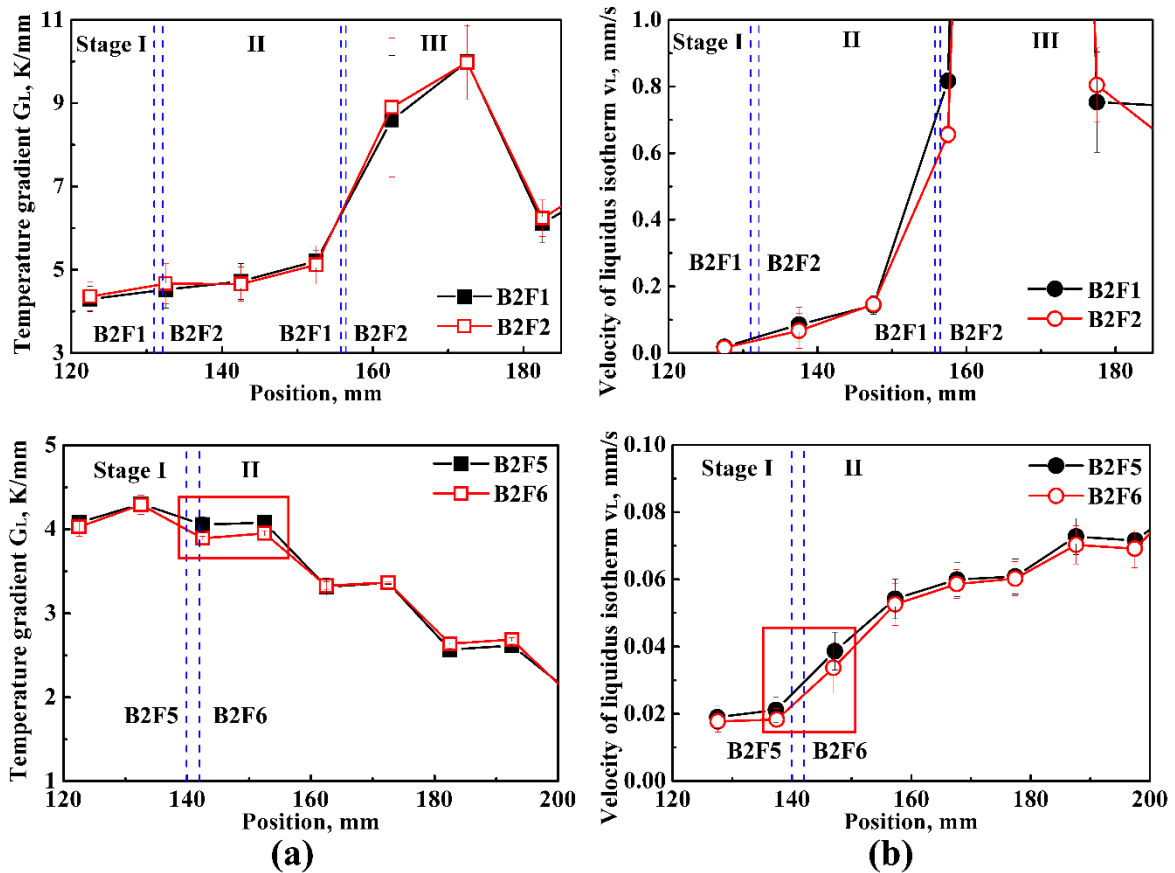 Temperature gradient GL, K/mm
11
9
7
5
3
Stage I
II
III
B2F1
B2F2
B2F1
B2F2
B2F1
B2F2
120
140
160
180
Position, mm
Velocity of liquidus isotherm vL, mm/s
1.0
0.8
0.6
0.4
0.2
0.0
Stage I
II
III
B2F1
B2F2
B2F1
B2F2
B2F1
B2F2
120
140
160
180
Position, mm
Temperature gradient GL, K/mm
5
4
3
2
1
Stage I
II
B2F5
B2F6
B2F5
B2F6
120
140
160
180
200
Position, mm
(a)
Velocity of liquidus isotherm vL, mm/s
0.10
0.08
0.06
0.04
0.02
0.00
Stage I
II
B2F5
B2F6
B2F5
B2F6
120
140
160
180
200
Position, mm
(b)